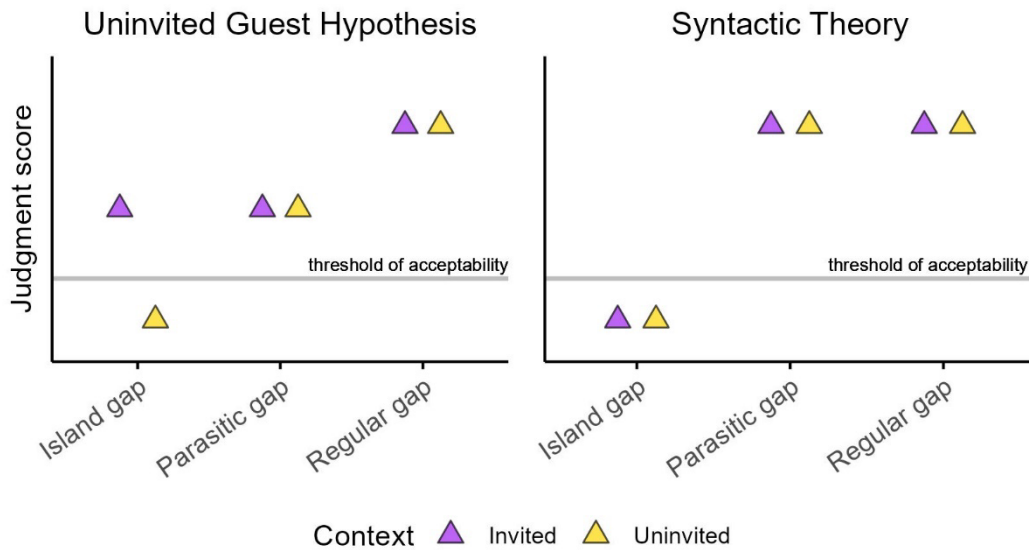 Uninvited Guest Hypothesis
Syntactic Theory
Judgment score
threshold of acceptability
threshold of acceptability
Island gap
Parasitic gap
Regular gap
Island gap
Parasitic gap
Regular gap
Context Invited Uninvited